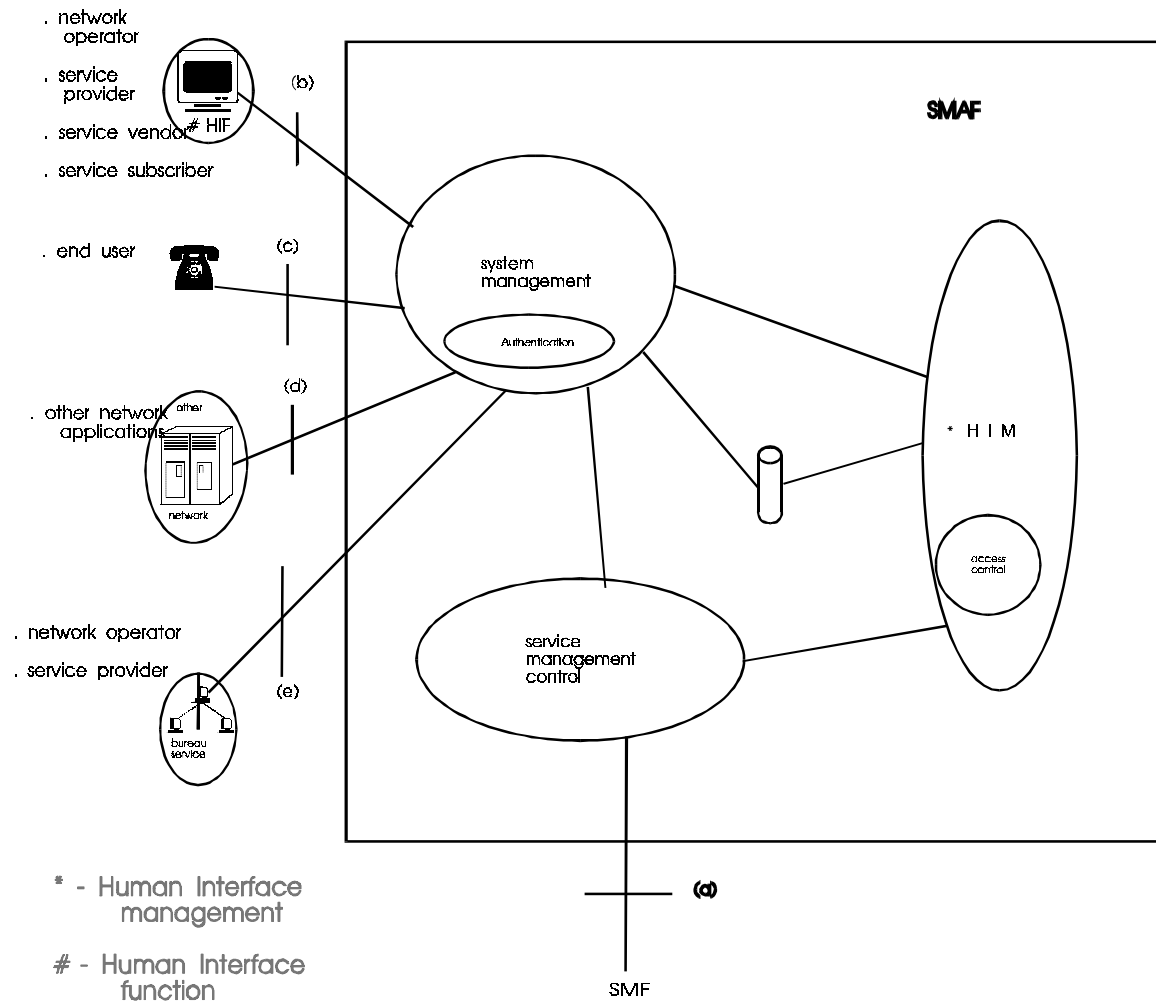 . network
operator
. service
provider
. service vendor
. service subscriber
# HIF
(b)
SMAF
. end user
(c)
system
management
Authentication
(d)
. other network
applications
other
network
* H I M
access
control
. network operator
. service provider
(e)
bureau
service
service
management
control
(a)
SMF
* - Human Interface
management
# - Human Interface
function